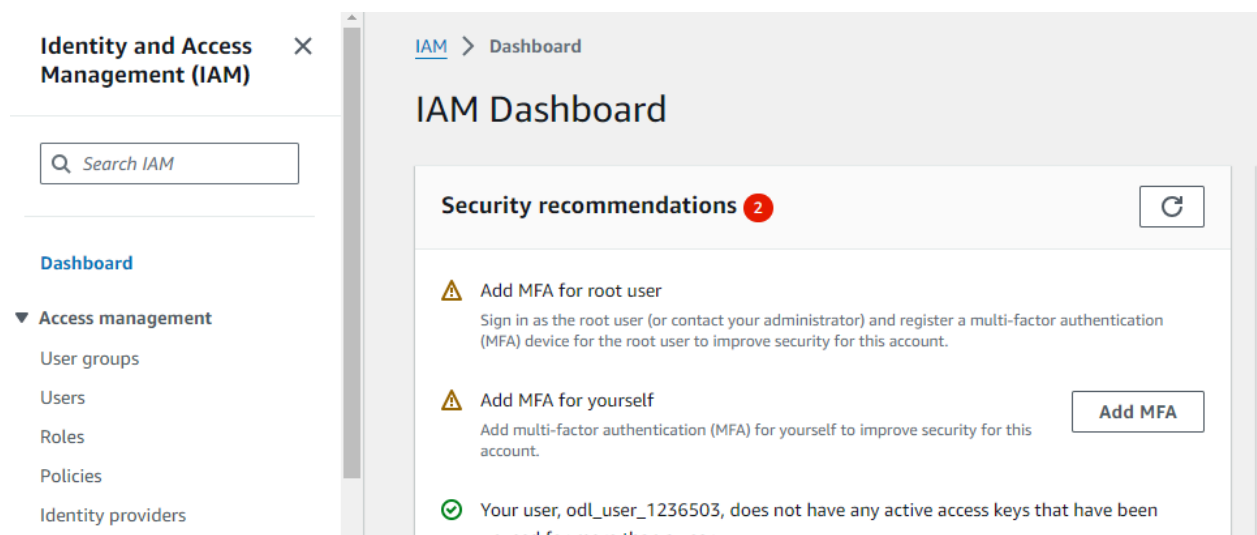 Identity and Access
Management (IAM)
Search IAM
Dashboard
Access management
User groups
Users
Roles
Policies
Identity providers
IAM > Dashboard
IAM Dashboard
Security recommendations 2
Add MFA for root user
Sign in as the root user (or contact your administrator) and register a multi-factor authentication
(MFA) device for the root user to improve security for this account.
Add MFA for yourself
Add multi-factor authentication (MFA) for yourself to improve security for this
account.
Add MFA
Your user, odl_user_1236503, does not have any active access keys that have been